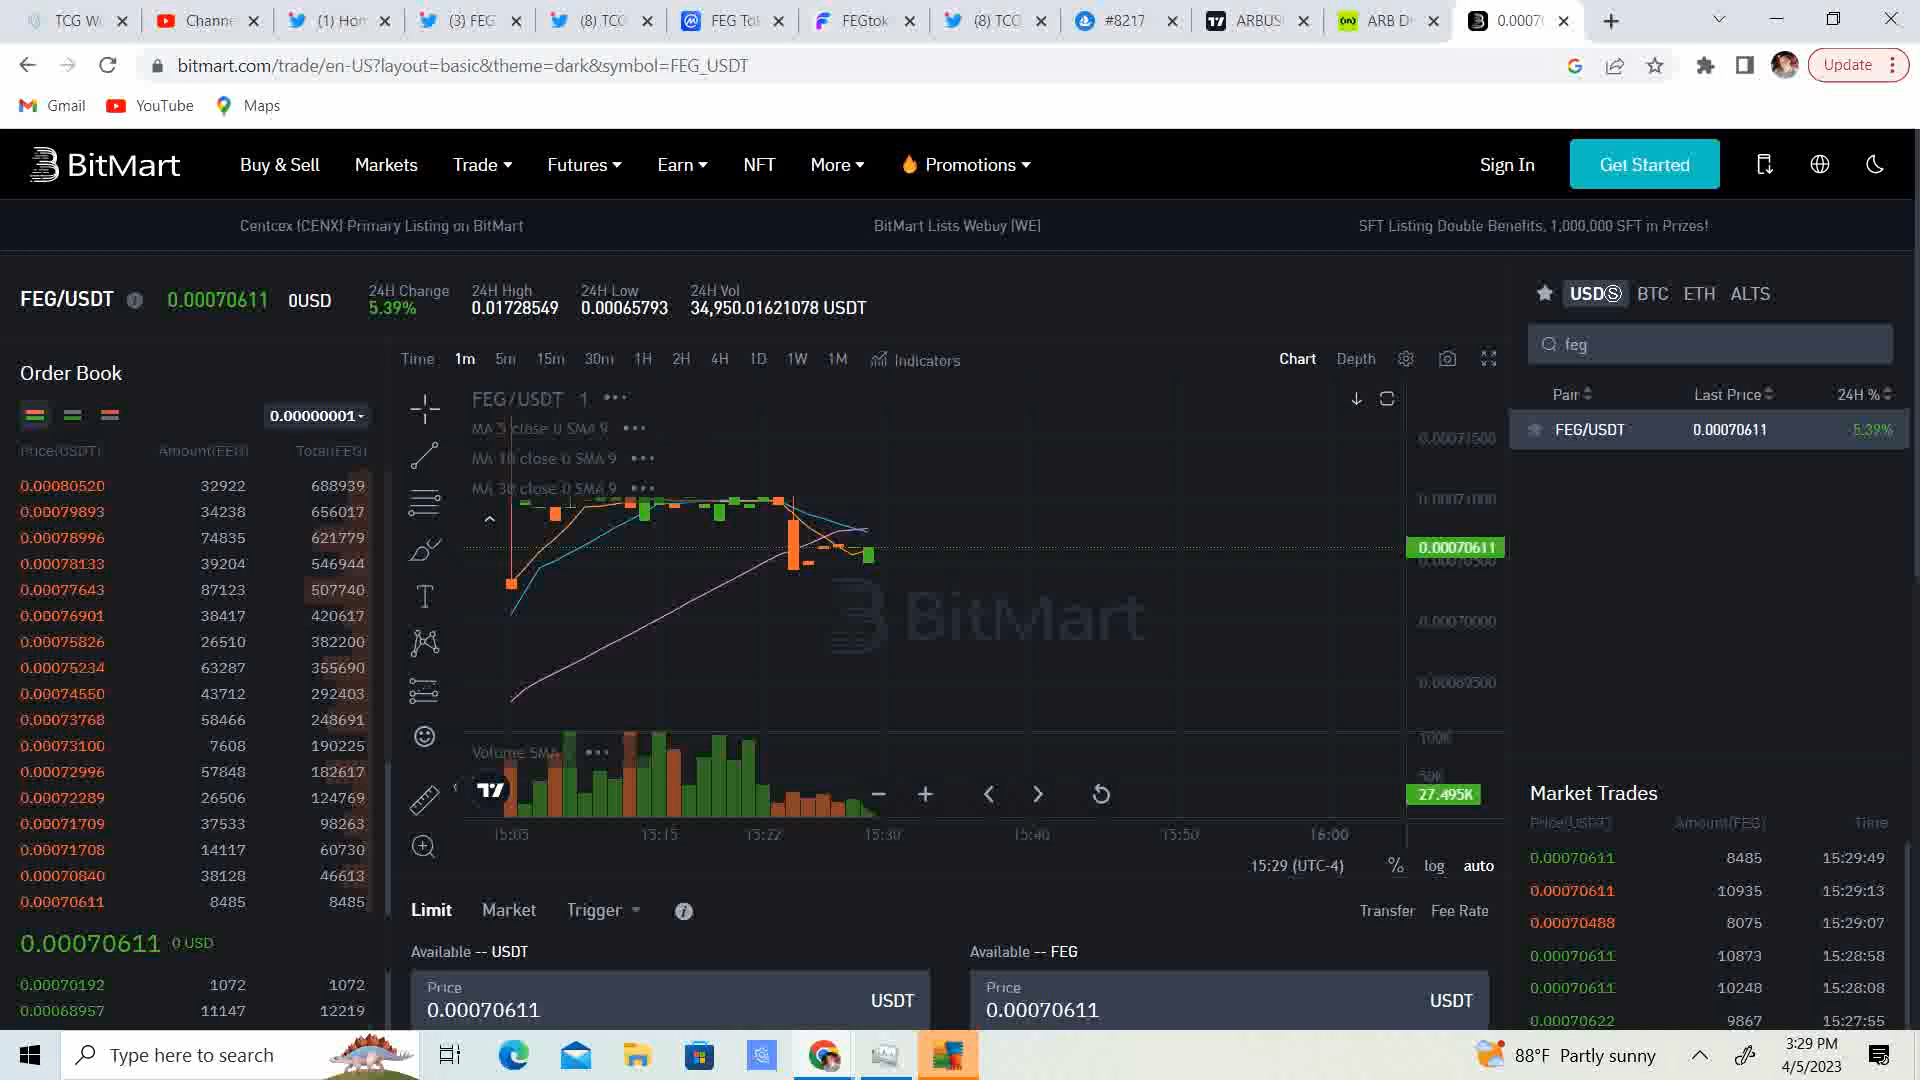 TCG W Channe (1) Hom (3) FEG (8) TCG FEG To FEGtok (8) TCG #8217 ARBUS ARB D 0.0007
bitmart.com/trade/en-US?layout=basic&theme=dark&symbol=FEG_USDT Update
Gmail YouTube Maps
BitMart Buy & Sell Markets Trade Futures Earn NFT More Promotions Sign In Get Started
Centcex (CENX) Primary Listing on BitMart BitMart Lists Webuy (WE) SFT Listing Double Benefits, 1,000,000 SFT in Prizes!
FEG/USDT 0.00070611 0USD
24H Change 24H High 24H Low 24H Vol
5.39% 0.01728549 0.00065793 34,950.01621078 USDT
USDⓈ BTC ETH ALTS
feg
Pair Last Price 24H %
FEG/USDT 0.00070611 5.39%
Order Book
0.00000001
Price(USDT) Amount(FEG) Total(FEG)
0.00080520 32922 688939
0.00079893 34238 656017
0.00078996 74835 621779
0.00078133 39204 546944
0.00077643 87123 507740
0.00076901 38417 420617
0.00075826 26510 382200
0.00075234 63287 355690
0.00074550 43712 292403
0.00073768 58466 248691
0.00073100 7608 190225
0.00072996 57848 182617
0.00072289 26506 124769
0.00071709 37533 98263
0.00071708 14117 60730
0.00070840 38128 46613
0.00070611 8485 8485
0.00070611 0 USD
0.00070192 1072 1072
0.00068957 11147 12219
Time 1m 5m 15m 30m 1H 2H 4H 1D 1W 1M Indicators Chart Depth
FEG/USDT 1
MA 5 close 0 SMA 9
MA 10 close 0 SMA 9
MA 30 close 0 SMA 9
0.00071500
0.00071000
0.00070611
0.00070500
0.00070000
0.00069500
BitMart
Volume SMA
100K
50K
27.495K
15:05 15:15 15:22 15:30 15:40 15:50 16:00
15:29 (UTC-4) % log auto
Limit Market Trigger Transfer Fee Rate
Available -- USDT Available -- FEG
Price Price
0.00070611 USDT 0.00070611 USDT
Market Trades
Price(USDT) Amount(FEG) Time
0.00070611 8485 15:29:49
0.00070611 10935 15:29:13
0.00070488 8075 15:29:07
0.00070611 10873 15:28:58
0.00070611 10248 15:28:08
0.00070622 9867 15:27:55
Type here to search 88°F Partly sunny 3:29 PM
4/5/2023